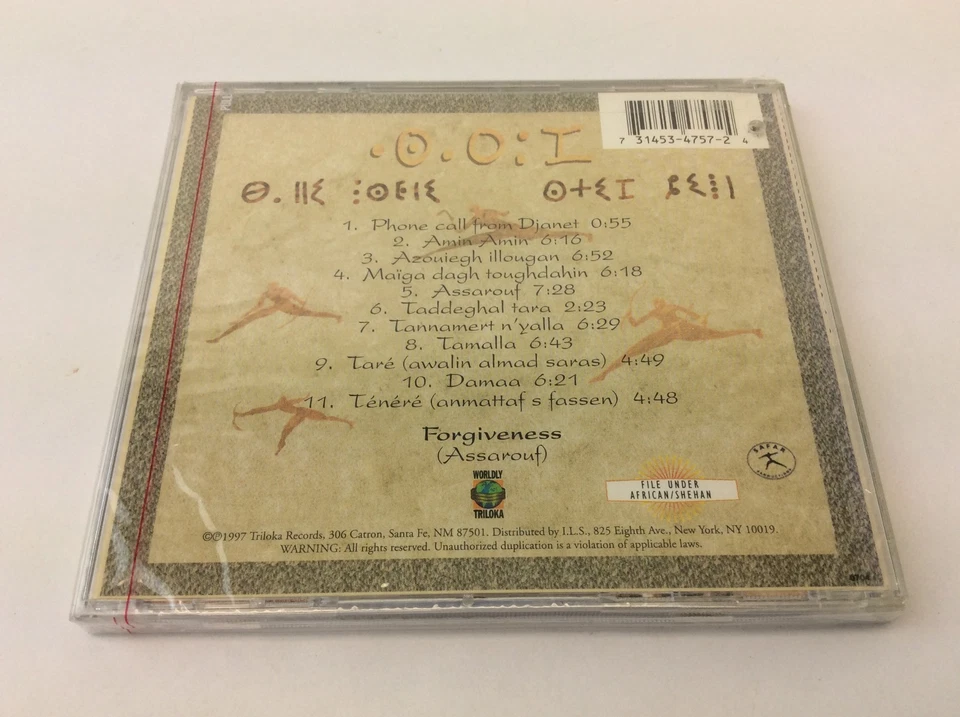 7 31453-4757-2 4
1. Phone call from Djanet 0:55
2. Amin Amin 6:16
3. Azouiegh illougan 6:52
4. Maïga dagh toughdahin 6:18
5. Assarouf 7:28
6. Taddeghal tara 2:23
7. Tannamert n'yalla 6:29
8. Tamalla 6:43
9. Taré (awalin almad saras) 4:49
10. Damaa 6:21
11. Ténéré (anmattaf s fassen) 4:48
Forgiveness
(Assarouf)
WORLDLY
TRILOKA
FILE UNDER
AFRICAN/SHEHAN
SAFAR
PRODUCTIONS
©℗1997 Triloka Records, 306 Catron, Santa Fe, NM 87501. Distributed by I.L.S., 825 Eighth Ave., New York, NY 10019.
WARNING: All rights reserved. Unauthorized duplication is a violation of applicable laws.